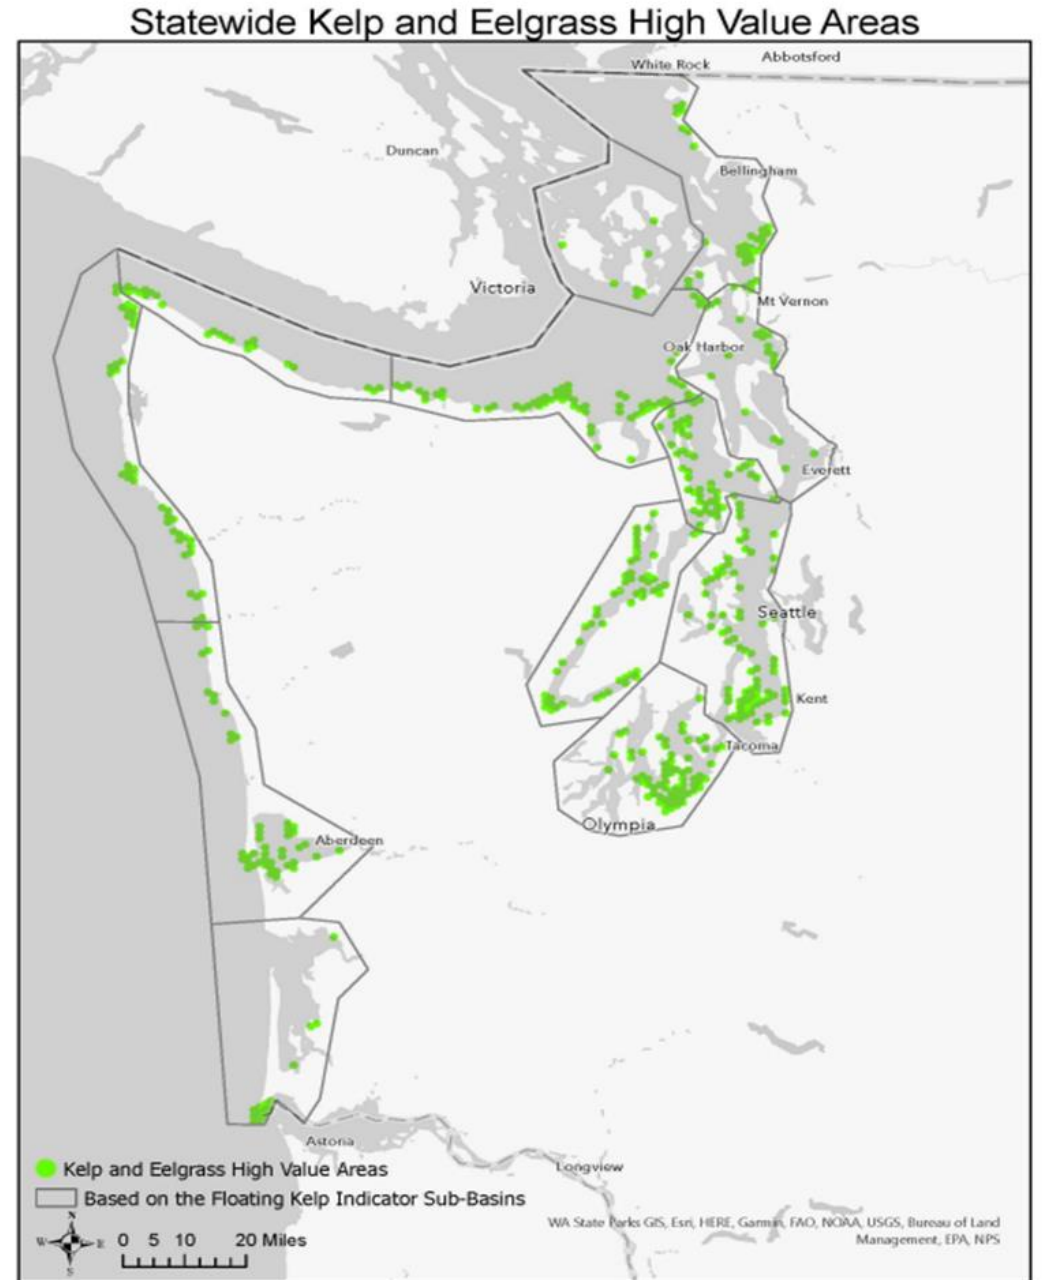 Statewide Kelp and Eelgrass High Value Areas
Abbotsford
White Rock
Duncan
Bellingham
Victoria
Mt Vernon
Oak Harbor
Everett
Seattle
Kent
Tacoma
Olympia
Aberdeen
Astoria
Longview
Kelp and Eelgrass High Value Areas
Based on the Floating Kelp Indicator Sub-Basins
N
W E
S
0 5 10 20 Miles
WA State Parks GIS, Esri, HERE, Garmin, FAO, NOAA, USGS, Bureau of Land
Management, EPA, NPS